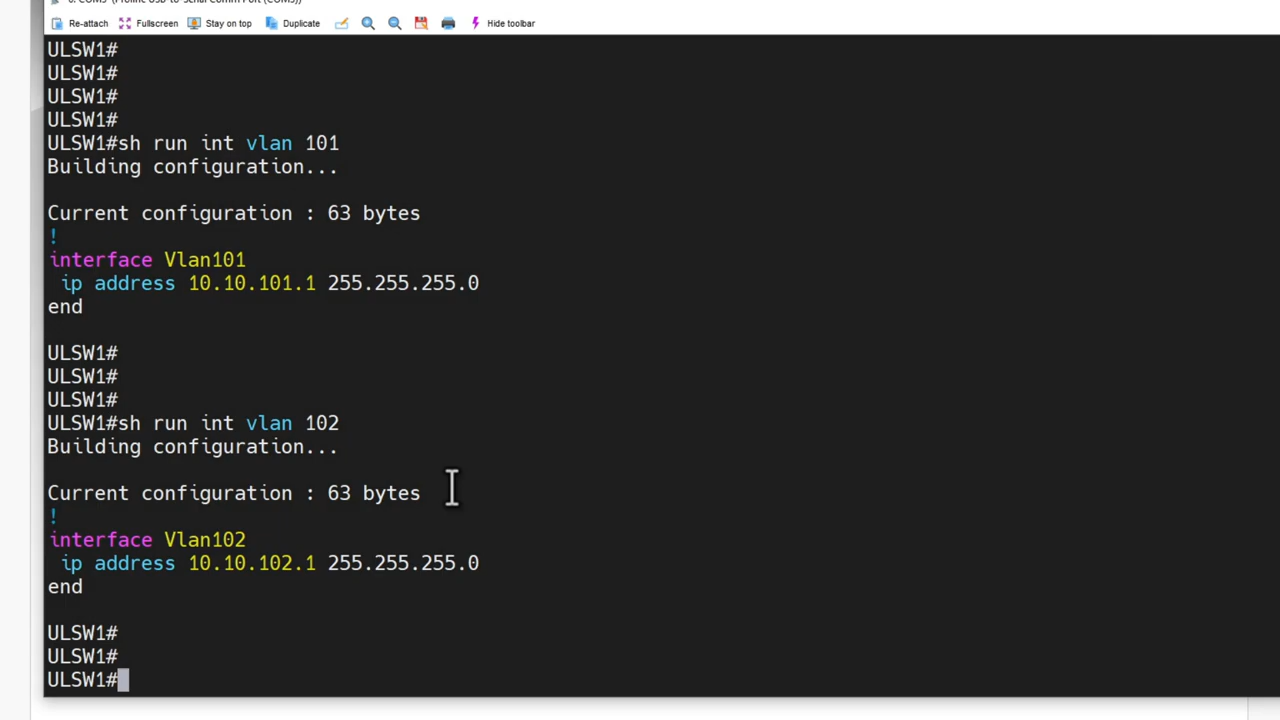 Re-attach Fullscreen Stay on top Duplicate Hide toolbar
ULSW1#
ULSW1#
ULSW1#
ULSW1#
ULSW1#sh run int vlan 101
Building configuration...
Current configuration : 63 bytes
!
interface Vlan101
ip address 10.10.101.1 255.255.255.0
end
ULSW1#
ULSW1#
ULSW1#
ULSW1#sh run int vlan 102
Building configuration...
Current configuration : 63 bytes
!
interface Vlan102
ip address 10.10.102.1 255.255.255.0
end
ULSW1#
ULSW1#
ULSW1#